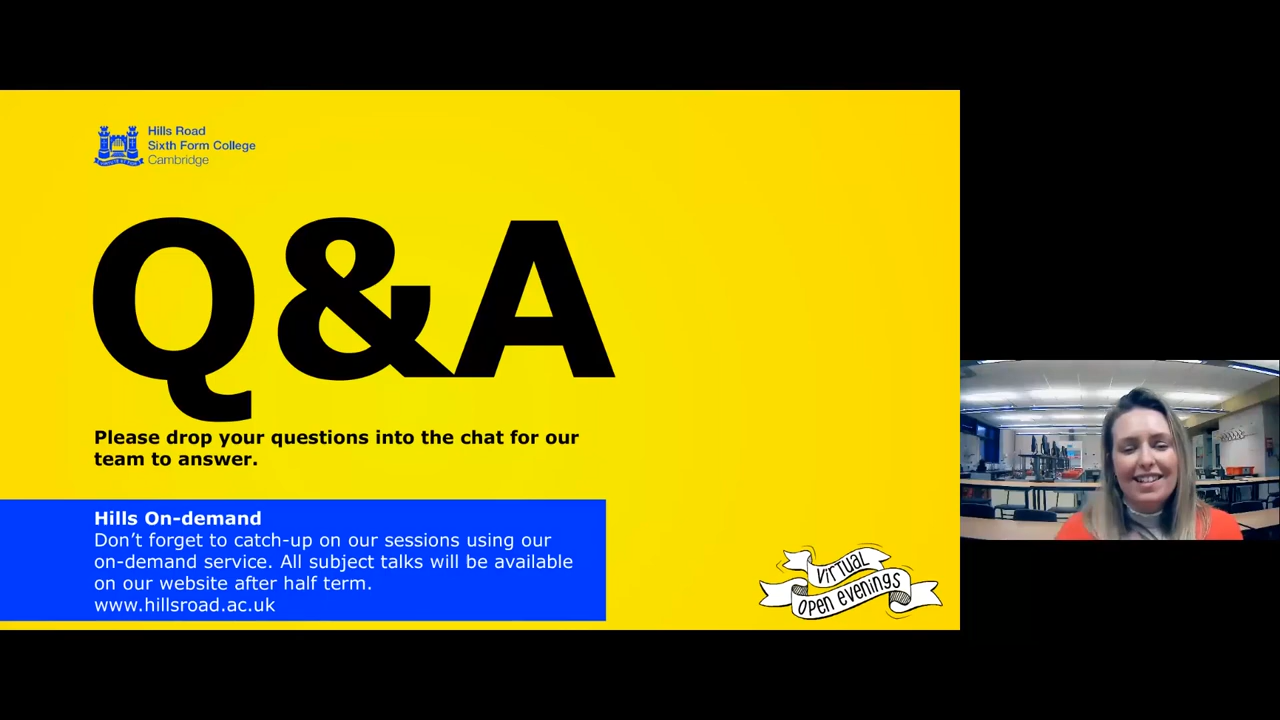 Hills Road
Sixth Form College
Cambridge
Q&A
Please drop your questions into the chat for our
team to answer.
Hills On-demand
Don’t forget to catch-up on our sessions using our
on-demand service. All subject talks will be available
on our website after half term.
www.hillsroad.ac.uk
VIRTUAL
OPEN EVENINGS